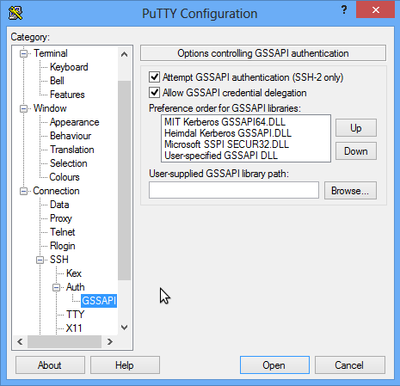 PuTTY Configuration
?
Category:
Terminal
Keyboard
Bell
Features
Window
Appearance
Behaviour
Translation
Selection
Colours
Connection
Data
Proxy
Telnet
Rlogin
SSH
Kex
Auth
GSSAPI
TTY
X11
Options controlling GSSAPI authentication
Attempt GSSAPI authentication (SSH-2 only)
Allow GSSAPI credential delegation
Preference order for GSSAPI libraries:
MIT Kerberos GSSAPI64.DLL
Heimdal Kerberos GSSAPI.DLL
Microsoft SSPI SECUR32.DLL
User-specified GSSAPI DLL
Up
Down
User-supplied GSSAPI library path:
Browse...
About
Help
Open
Cancel